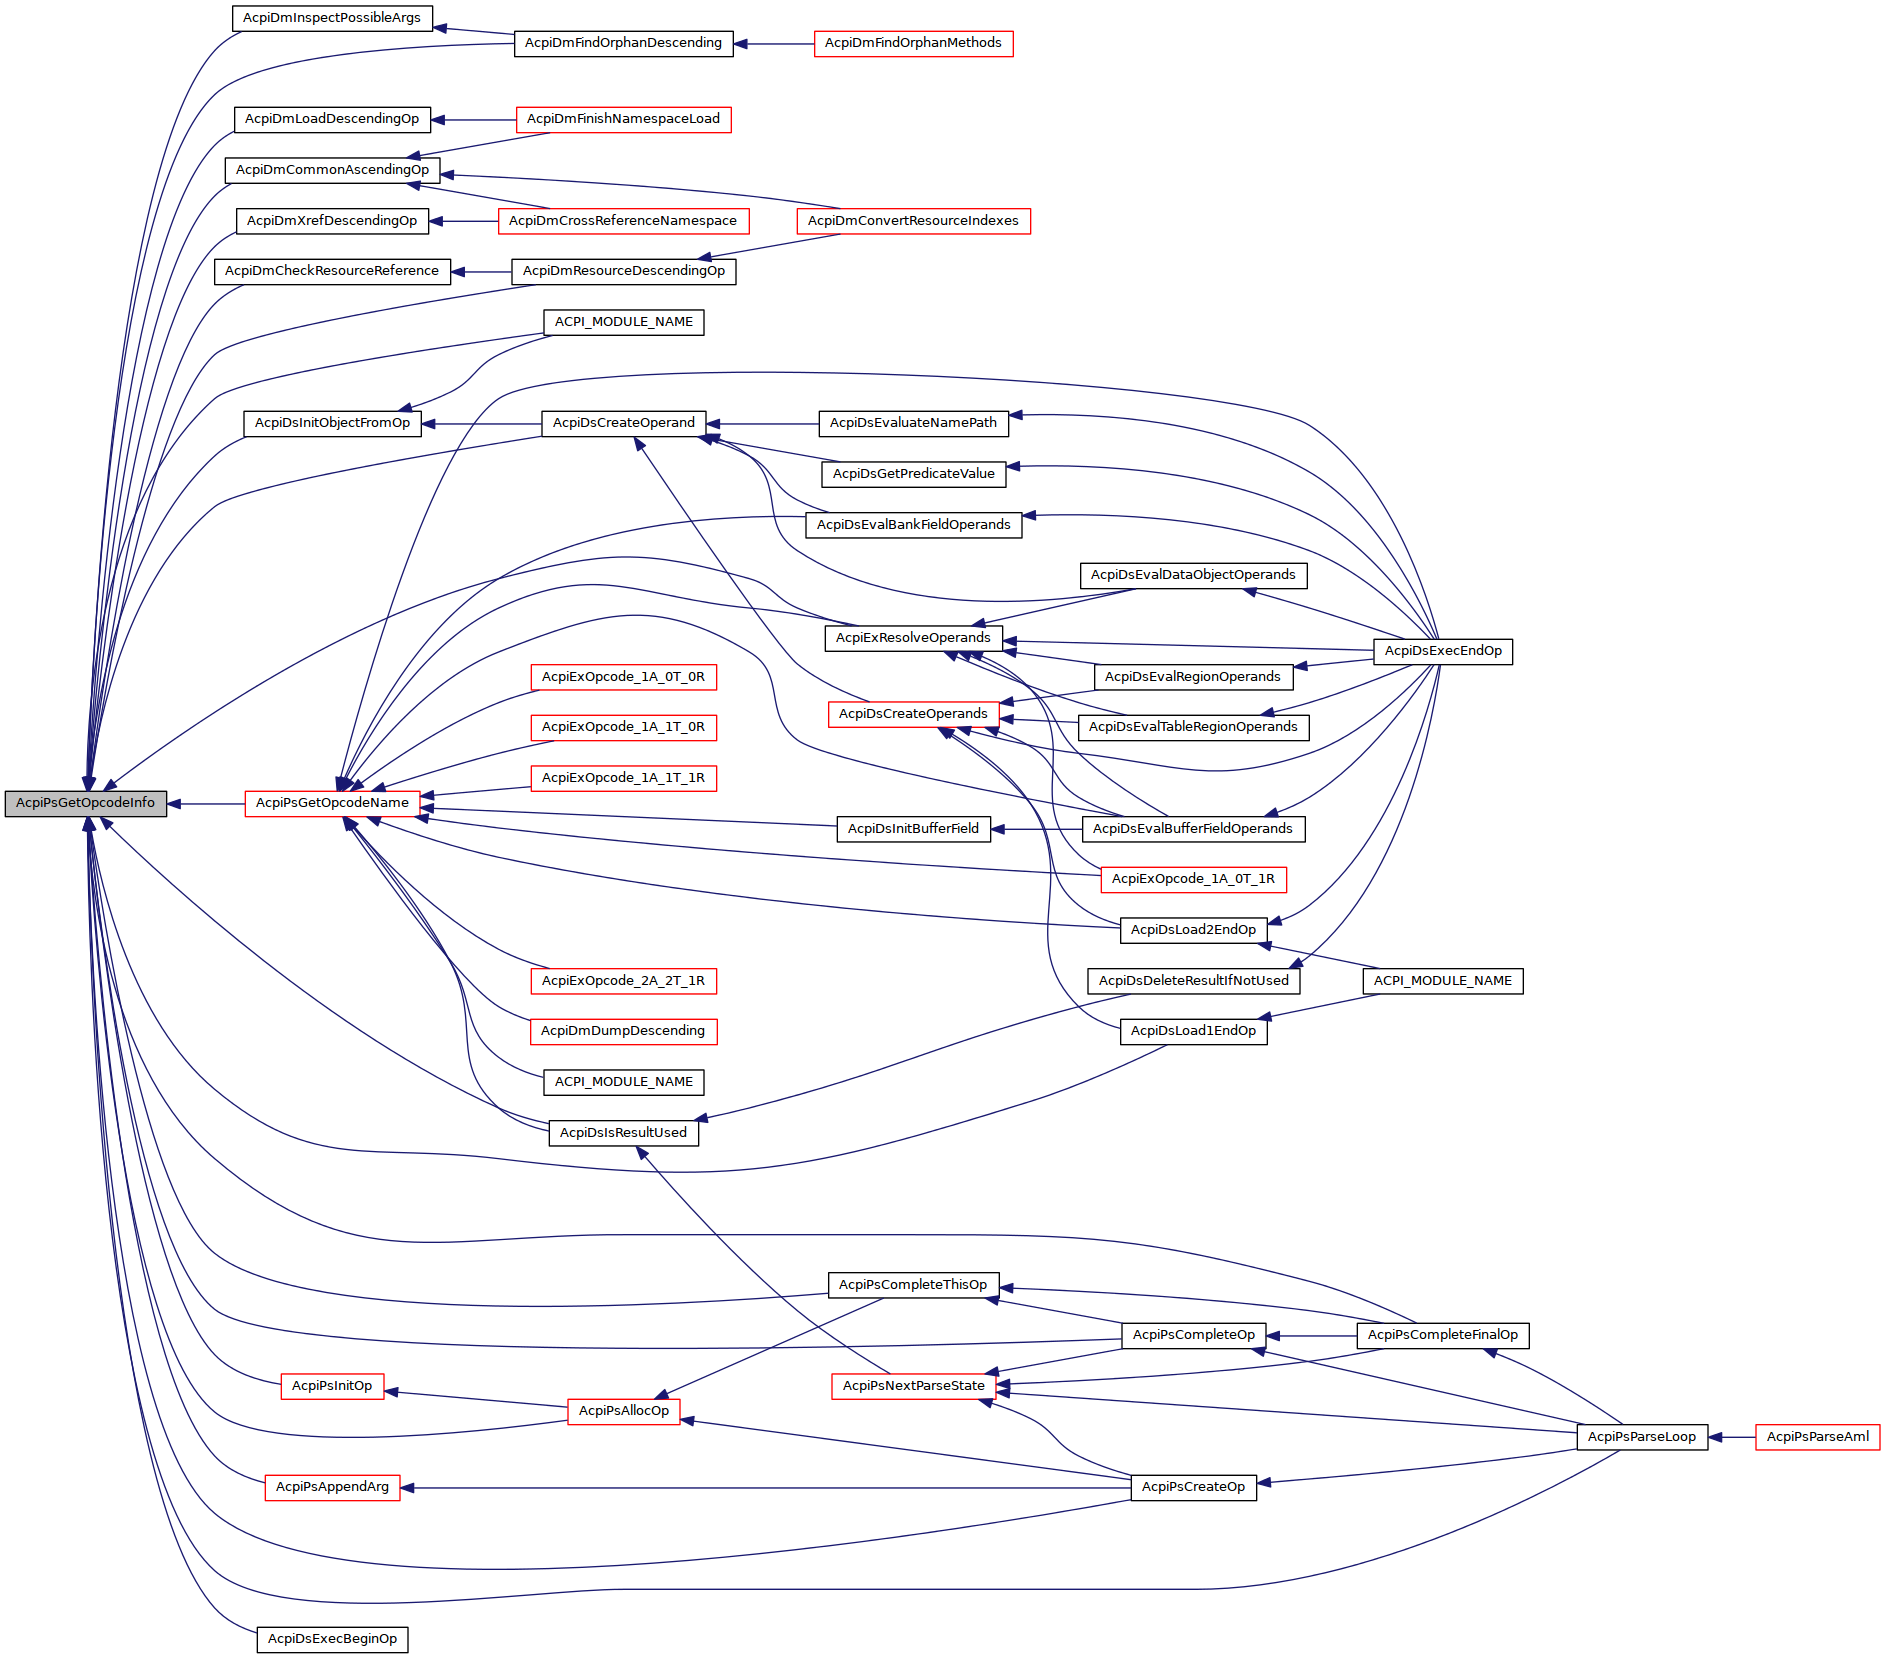 AcpiDmInspectPossibleArgs
AcpiDmFindOrphanDescending
AcpiDmFindOrphanMethods
AcpiDmLoadDescendingOp
AcpiDmFinishNamespaceLoad
AcpiDmCommonAscendingOp
AcpiDmXrefDescendingOp
AcpiDmCrossReferenceNamespace
AcpiDmConvertResourceIndexes
AcpiDmCheckResourceReference
AcpiDmResourceDescendingOp
ACPI_MODULE_NAME
AcpiDsInitObjectFromOp
AcpiDsCreateOperand
AcpiDsEvaluateNamePath
AcpiDsGetPredicateValue
AcpiDsEvalBankFieldOperands
AcpiDsEvalDataObjectOperands
AcpiExResolveOperands
AcpiDsExecEndOp
AcpiExOpcode_1A_0T_0R
AcpiDsEvalRegionOperands
AcpiDsCreateOperands
AcpiExOpcode_1A_1T_0R
AcpiDsEvalTableRegionOperands
AcpiExOpcode_1A_1T_1R
AcpiPsGetOpcodeInfo
AcpiPsGetOpcodeName
AcpiDsInitBufferField
AcpiDsEvalBufferFieldOperands
AcpiExOpcode_1A_0T_1R
AcpiDsLoad2EndOp
AcpiExOpcode_2A_2T_1R
AcpiDsDeleteResultIfNotUsed
ACPI_MODULE_NAME
AcpiDmDumpDescending
AcpiDsLoad1EndOp
ACPI_MODULE_NAME
AcpiDsIsResultUsed
AcpiPsCompleteThisOp
AcpiPsCompleteOp
AcpiPsCompleteFinalOp
AcpiPsInitOp
AcpiPsNextParseState
AcpiPsAllocOp
AcpiPsParseLoop
AcpiPsParseAml
AcpiPsAppendArg
AcpiPsCreateOp
AcpiDsExecBeginOp